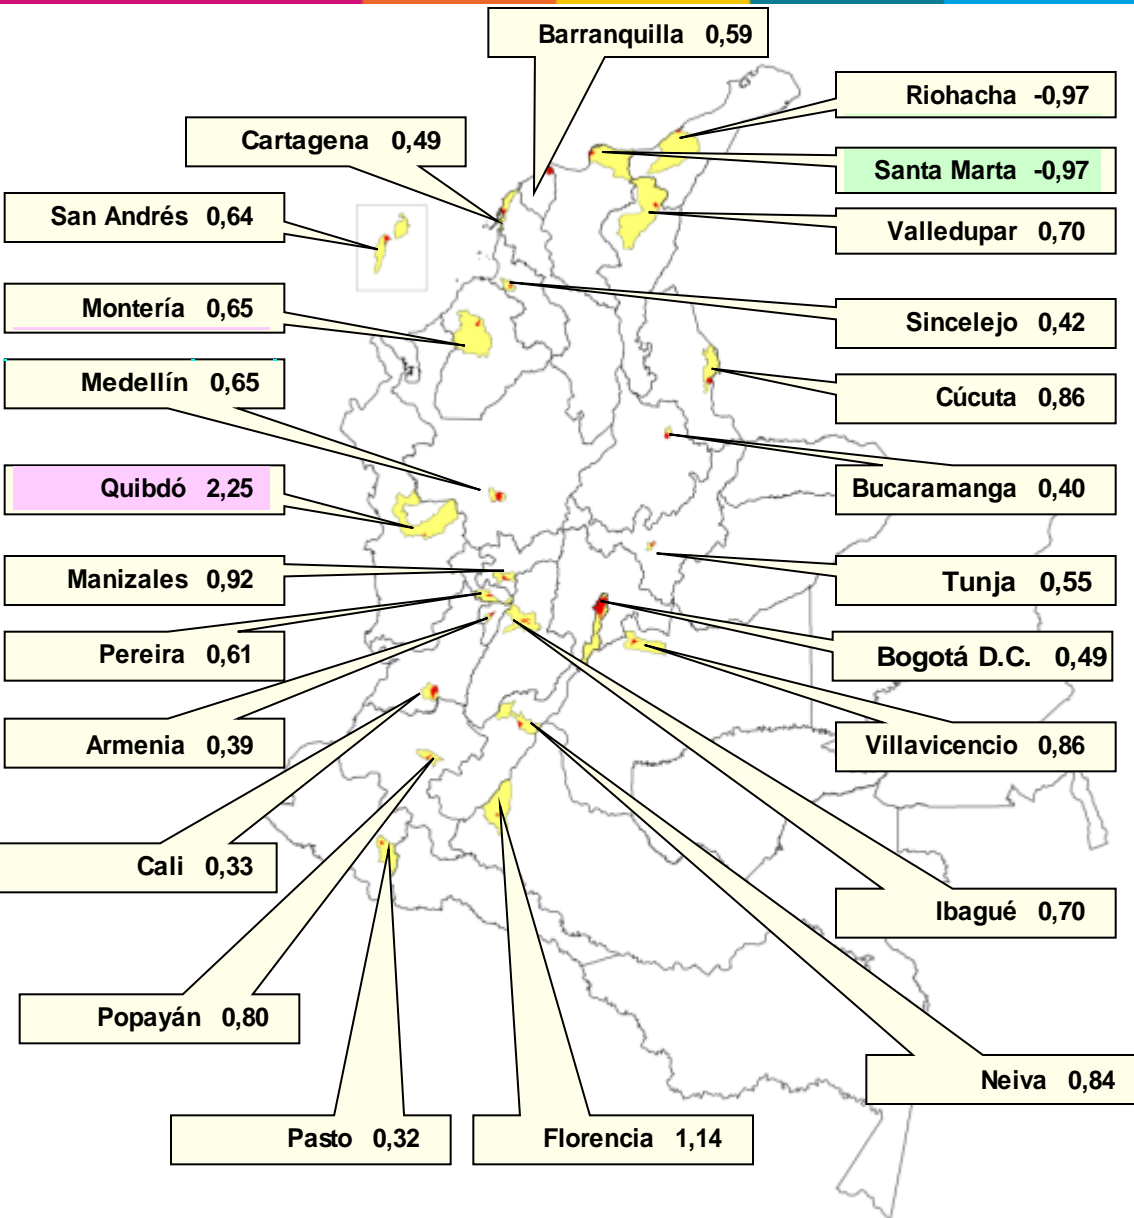 Barranquilla 0,59
Riohacha -0,97
Cartagena 0,49
Santa Marta -0,97
San Andrés 0,64
Valledupar 0,70
Montería 0,65
Sincelejo 0,42
Medellín 0,65
Cúcuta 0,86
Quibdó 2,25
Bucaramanga 0,40
Manizales 0,92
Tunja 0,55
Pereira 0,61
Bogotá D.C. 0,49
Armenia 0,39
Villavicencio 0,86
Cali 0,33
Ibagué 0,70
Popayán 0,80
Neiva 0,84
Pasto 0,32
Florencia 1,14